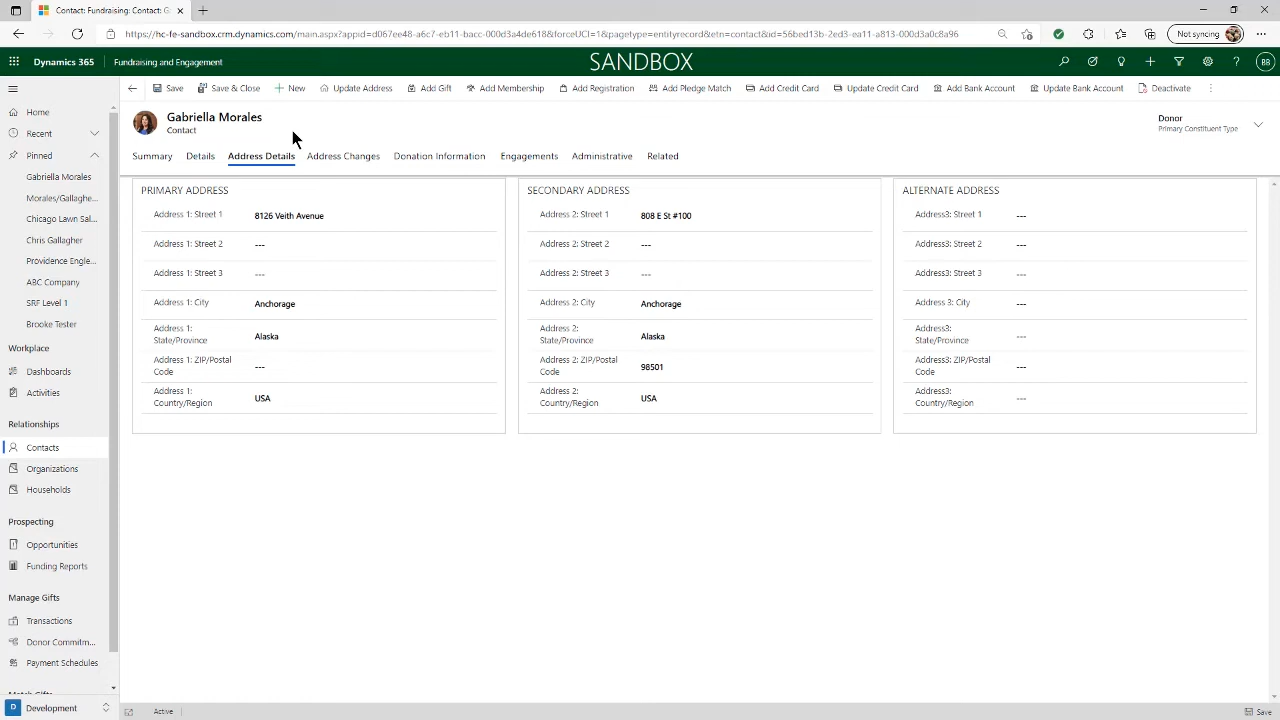 Contact: Fundraising: Contact: G
https://hc-fe-sandbox.crm.dynamics.com/main.aspx?appid=d067ee48-a6c7-eb11-bacc-000d3a4de618&forceUCI=1&pagetype=entityrecord&etn=contact&id=56bed13b-2ed3-ea11-a813-000d3a0c8a96
Not syncing
Dynamics 365
Fundraising and Engagement
SANDBOX
BB
Save
Save & Close
New
Update Address
Add Gift
Add Membership
Add Registration
Add Pledge Match
Add Credit Card
Update Credit Card
Add Bank Account
Update Bank Account
Deactivate
Home
Recent
Pinned
Gabriella Morales
Morales/Gallaghe...
Chicago Lawn Sal...
Chris Gallagher
Providence Engle...
ABC Company
SRF Level 1
Brooke Tester
Workplace
Dashboards
Activities
Relationships
Contacts
Organizations
Households
Prospecting
Opportunities
Funding Reports
Manage Gifts
Transactions
Donor Commitm...
Payment Schedules
D Development
Gabriella Morales
Contact
Donor
Primary Constituent Type
Summary
Details
Address Details
Address Changes
Donation Information
Engagements
Administrative
Related
PRIMARY ADDRESS
Address 1: Street 1
8126 Veith Avenue
Address 1: Street 2
---
Address 1: Street 3
---
Address 1: City
Anchorage
Address 1:
State/Province
Alaska
Address 1: ZIP/Postal
Code
---
Address 1:
Country/Region
USA
SECONDARY ADDRESS
Address 2: Street 1
808 E St #100
Address 2: Street 2
---
Address 2: Street 3
---
Address 2: City
Anchorage
Address 2:
State/Province
Alaska
Address 2: ZIP/Postal
Code
98501
Address 2:
Country/Region
USA
ALTERNATE ADDRESS
Address3: Street 1
---
Address3: Street 2
---
Address3: Street 3
---
Address 3: City
---
Address3:
State/Province
---
Address3: ZIP/Postal
Code
---
Address3:
Country/Region
---
Active
Save